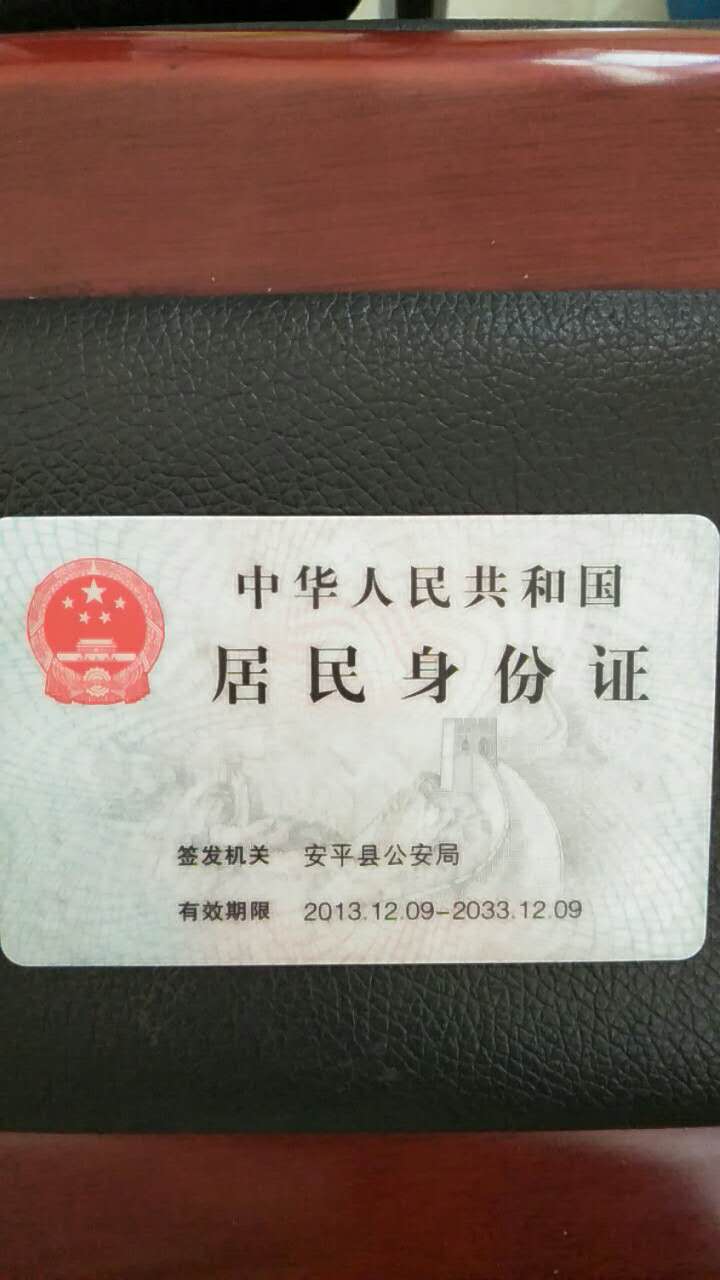 中华人民共和国
居民身份证
签发机关 安平县公安局
有效期限 2013.12.09-2033.12.09